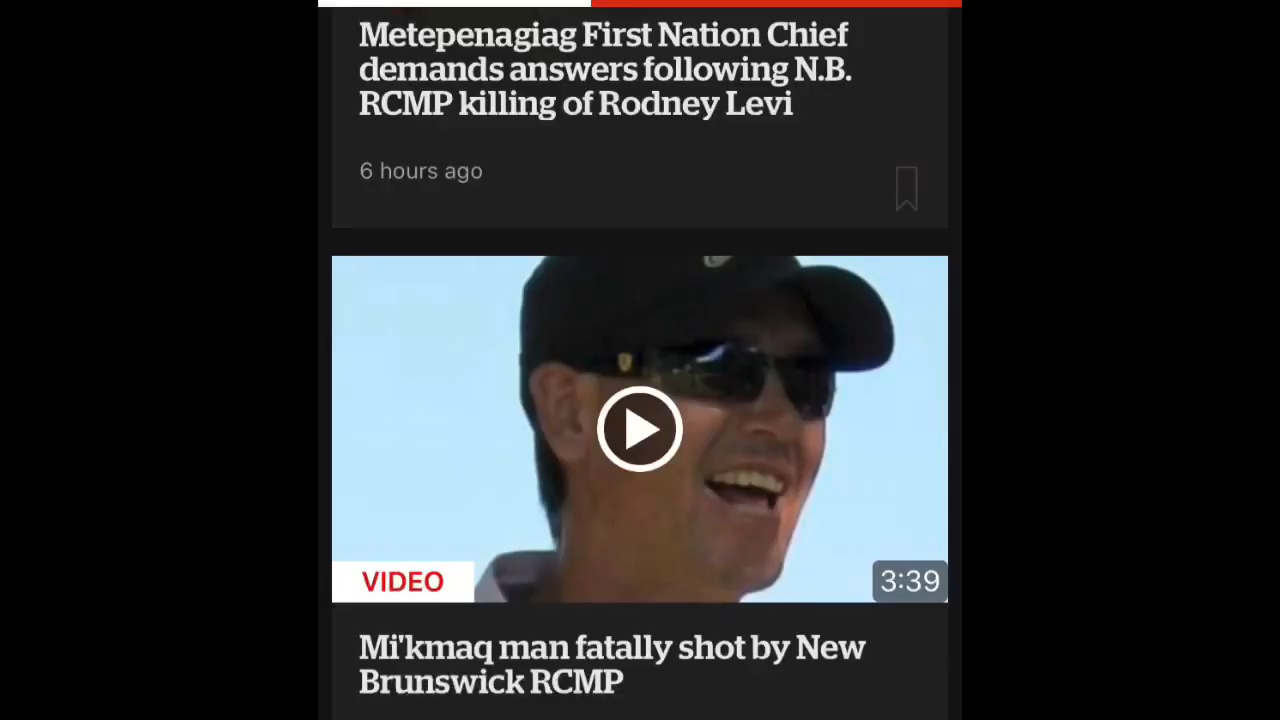 Metepenagiag First Nation Chief
demands answers following N.B.
RCMP killing of Rodney Levi
6 hours ago
VIDEO
3:39
Mi'kmaq man fatally shot by New
Brunswick RCMP